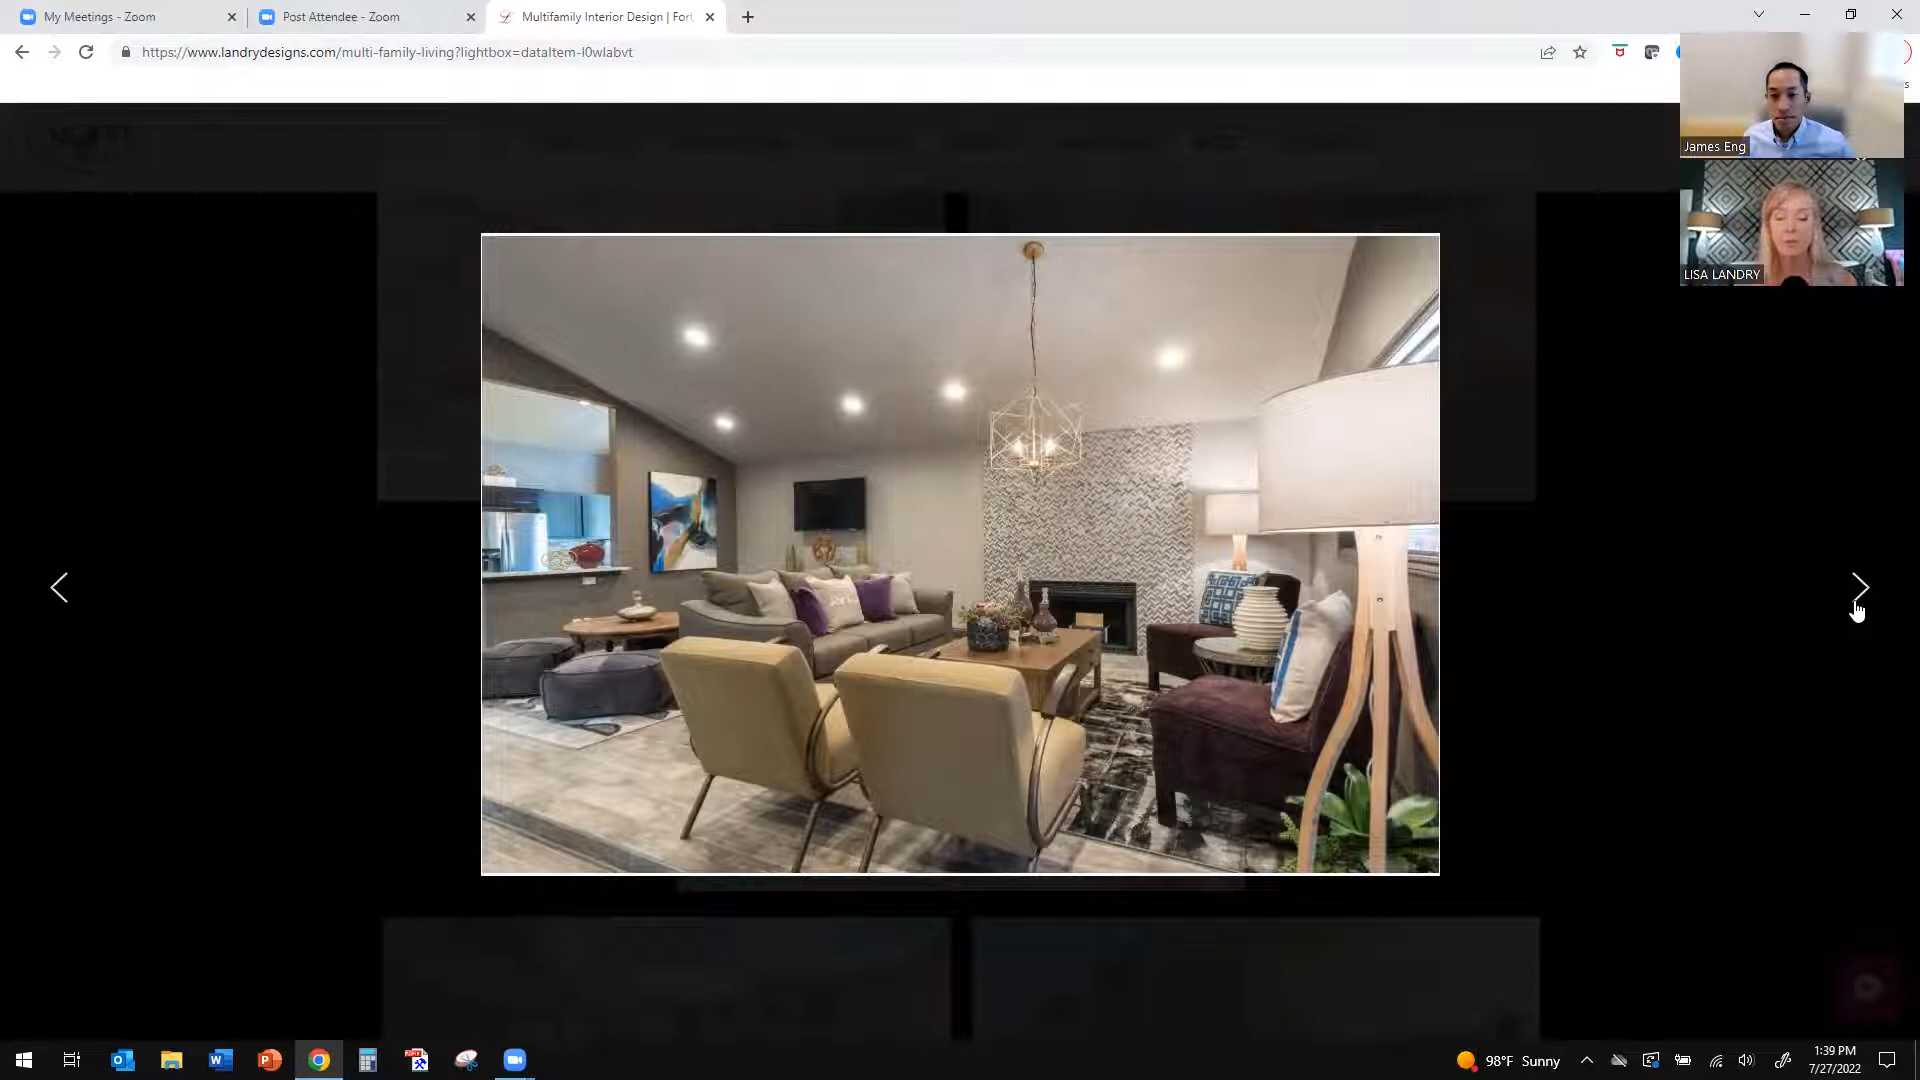 My Meetings - Zoom
Post Attendee - Zoom
Multifamily Interior Design | Fort
https://www.landrydesigns.com/multi-family-living?lightbox=dataItem-l0wlabvt
James Eng
LISA LANDRY
98°F Sunny
1:39 PM
7/27/2022